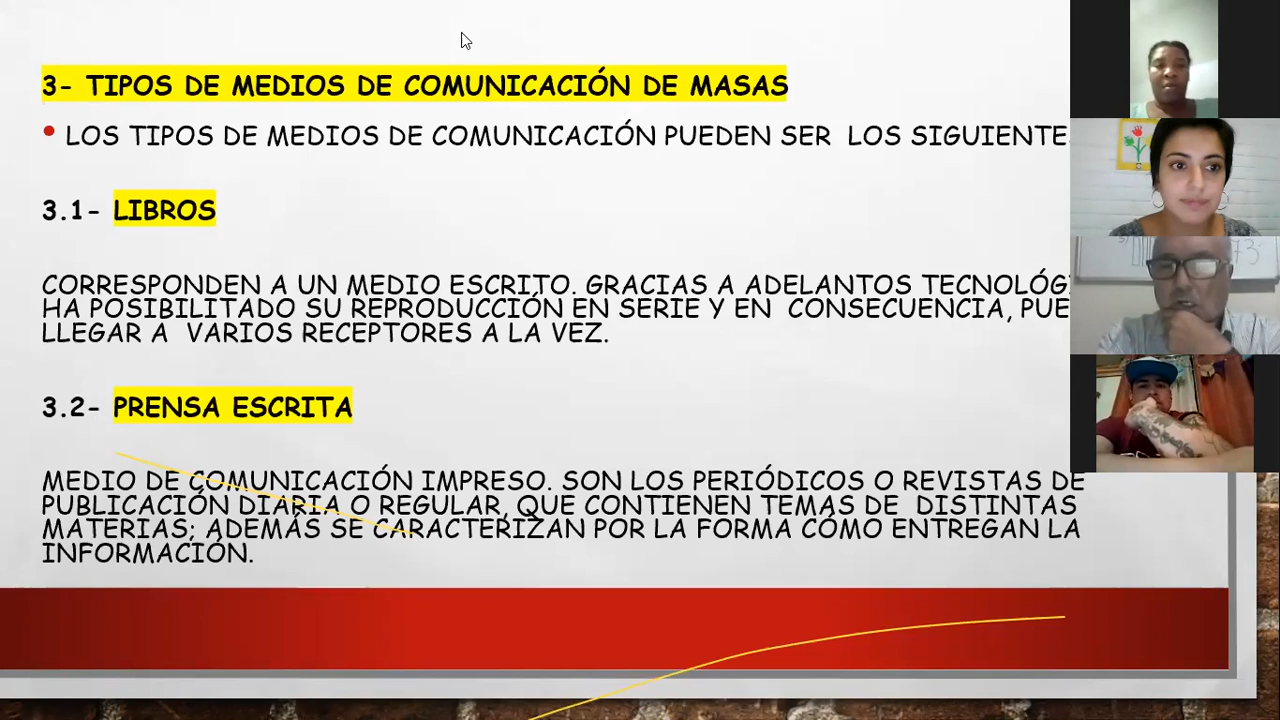 3- TIPOS DE MEDIOS DE COMUNICACIÓN DE MASAS
• LOS TIPOS DE MEDIOS DE COMUNICACIÓN PUEDEN SER LOS
3.1- LIBROS
CORRESPONDEN A UN MEDIO ESCRITO. GRACIAS A ADELANTOS
HA POSIBILITADO SU REPRODUCCIÓN EN SERIE Y EN CONSECUENCIA,
LLEGAR A VARIOS RECEPTORES A LA VEZ.
3.2- PRENSA ESCRITA
MEDIO DE COMUNICACIÓN IMPRESO. SON LOS PERIÓDICOS O REVISTAS DE
PUBLICACIÓN DIARIA O REGULAR, QUE CONTIENEN TEMAS DE DISTINTAS
MATERIAS; ADEMÁS SE CARACTERIZAN POR LA FORMA CÓMO ENTREGAN LA
INFORMACIÓN.